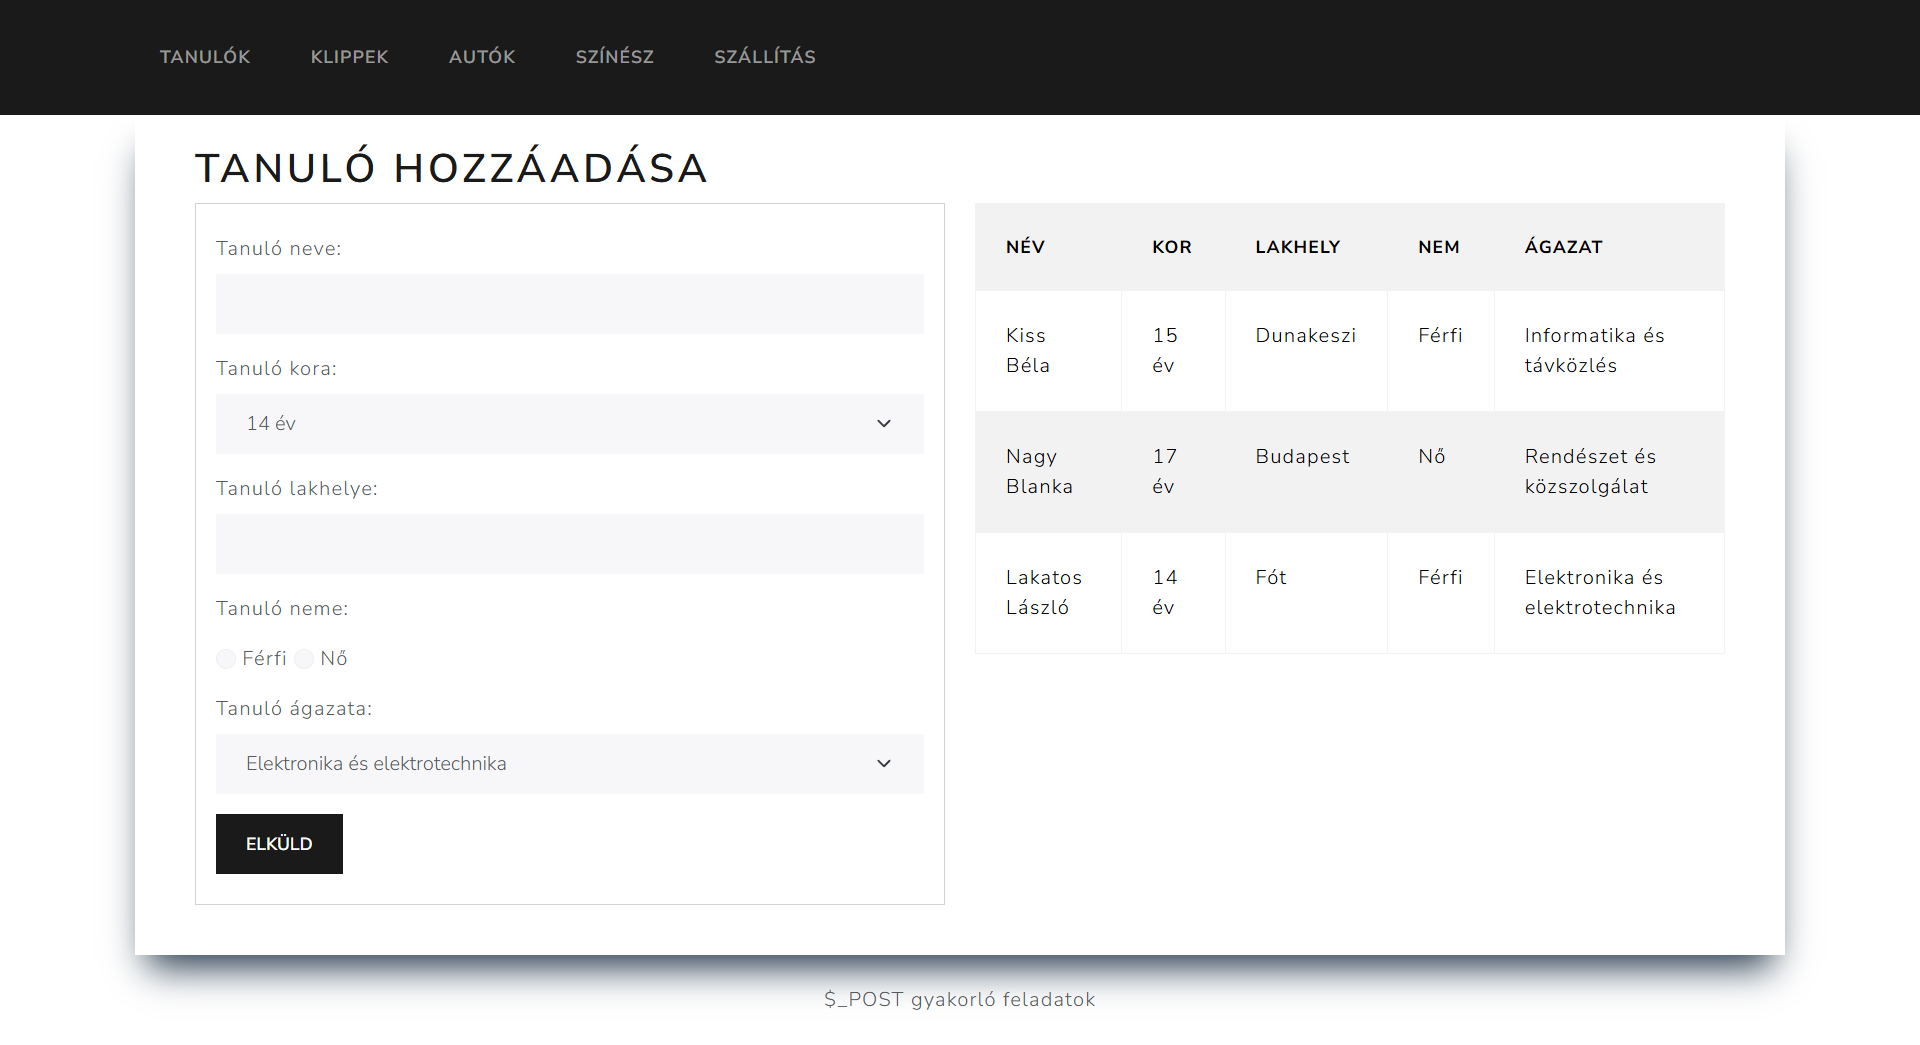 TANULÓK KLIPPEK AUTÓK SZÍNÉSZ SZÁLLÍTÁS
TANULÓ HOZZÁADÁSA
Tanuló neve:
Tanuló kora:
14 év
Tanuló lakhelye:
Tanuló neme:
Férfi Nő
Tanuló ágazata:
Elektronika és elektrotechnika
ELKÜLD
NÉV KOR LAKHELY NEM ÁGAZAT
Kiss 15 Dunakeszi Férfi Informatika és
Béla év távközlés
Nagy 17 Budapest Nő Rendészet és
Blanka év közszolgálat
Lakatos 14 Fót Férfi Elektronika és
László év elektrotechnika
$_POST gyakorló feladatok